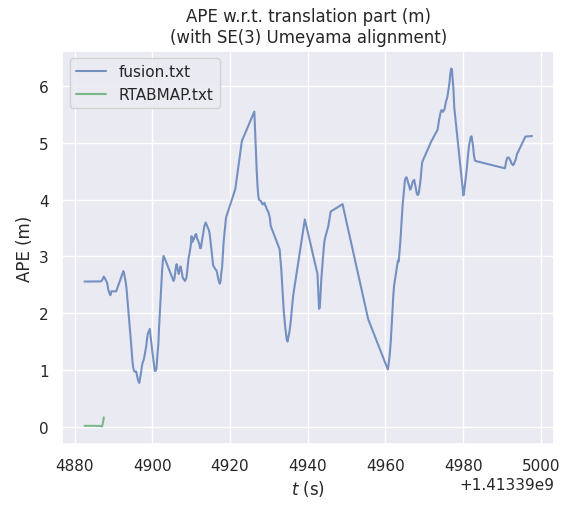 APE w.r.t. translation part (m)
(with SE(3) Umeyama alignment)
fusion.txt
RTABMAP.txt
6
5
4
3
2
1
0
APE (m)
4880 4900 4920 4940 4960 4980 5000
t (s)
+1.41339e9